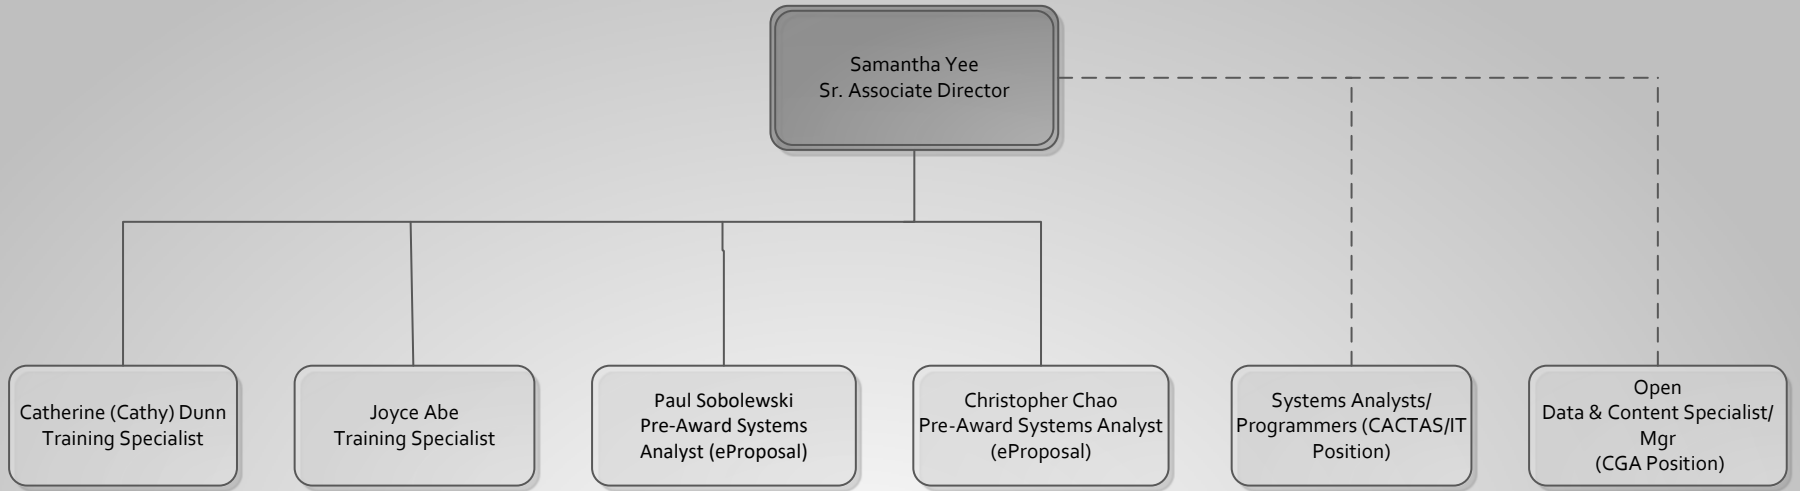 Samantha Yee
Sr. Associate Director
Catherine (Cathy) Dunn
Training Specialist
Joyce Abe
Training Specialist
Paul Sobolewski
Pre-Award Systems
Analyst (eProposal)
Christopher Chao
Pre-Award Systems Analyst
(eProposal)
Systems Analysts/
Programmers (CACTAS/IT
Position)
Open
Data & Content Specialist/
Mgr
(CGA Position)